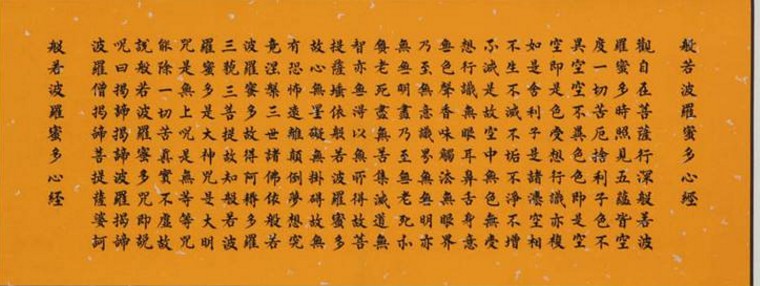 般若波羅蜜多心經
觀自在菩薩行深般若波
羅蜜多時照見五蘊皆空
度一切苦厄捨利子色不
異空空不異色色即是空
空即是色受想行識亦復
如是舍利子是諸法空相
不生不滅不垢不淨不增
不減是故空中無色無受
想行識無眼耳鼻舌身意
無色聲香味觸法無眼界
乃至無意識界無無明亦
無無明盡乃至無老死亦
無老死盡無苦集滅道無
智亦無得以無所得故菩
提薩埵依般若波羅蜜多
故心無罣礙無掛礙故無
有恐怖遠離顛倒夢想究
竟涅槃三世諸佛依般若
波羅蜜多故得阿耨多羅
三藐三菩提故知般若波
羅蜜多是大神咒是大明
咒是無上咒是無等等咒
能除一切苦真實不虛故
說般若波羅蜜多咒即說
咒曰揭諦揭諦波羅揭諦
波羅僧揭諦菩提薩婆訶
般若波羅蜜多心經